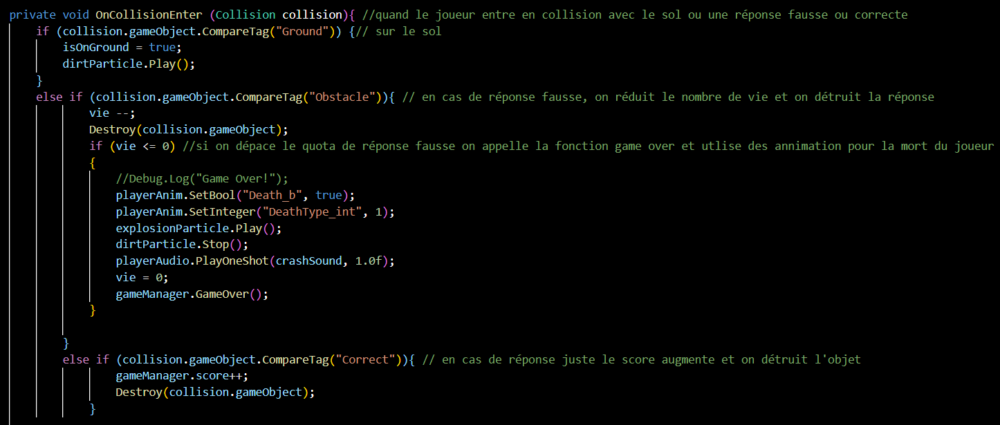 private void OnCollisionEnter (Collision collision){ //quand le joueur entre en collision avec le sol ou une réponse fausse ou correcte
if (collision.gameObject.CompareTag("Ground")) {// sur le sol
isOnGround = true;
dirtParticle.Play();
}
else if (collision.gameObject.CompareTag("Obstacle")){ // en cas de réponse fausse, on réduit le nombre de vie et on détruit la réponse
vie --;
Destroy(collision.gameObject);
if (vie <= 0) //si on dépace le quota de réponse fausse on appelle la fonction game over et utlise des annimation pour la mort du joueur
{
//Debug.Log("Game Over!");
playerAnim.SetBool("Death_b", true);
playerAnim.SetInteger("DeathType_int", 1);
explosionParticle.Play();
dirtParticle.Stop();
playerAudio.PlayOneShot(crashSound, 1.0f);
vie = 0;
gameManager.GameOver();
}
}
else if (collision.gameObject.CompareTag("Correct")){ // en cas de réponse juste le score augmente et on détruit l'objet
gameManager.score++;
Destroy(collision.gameObject);
}